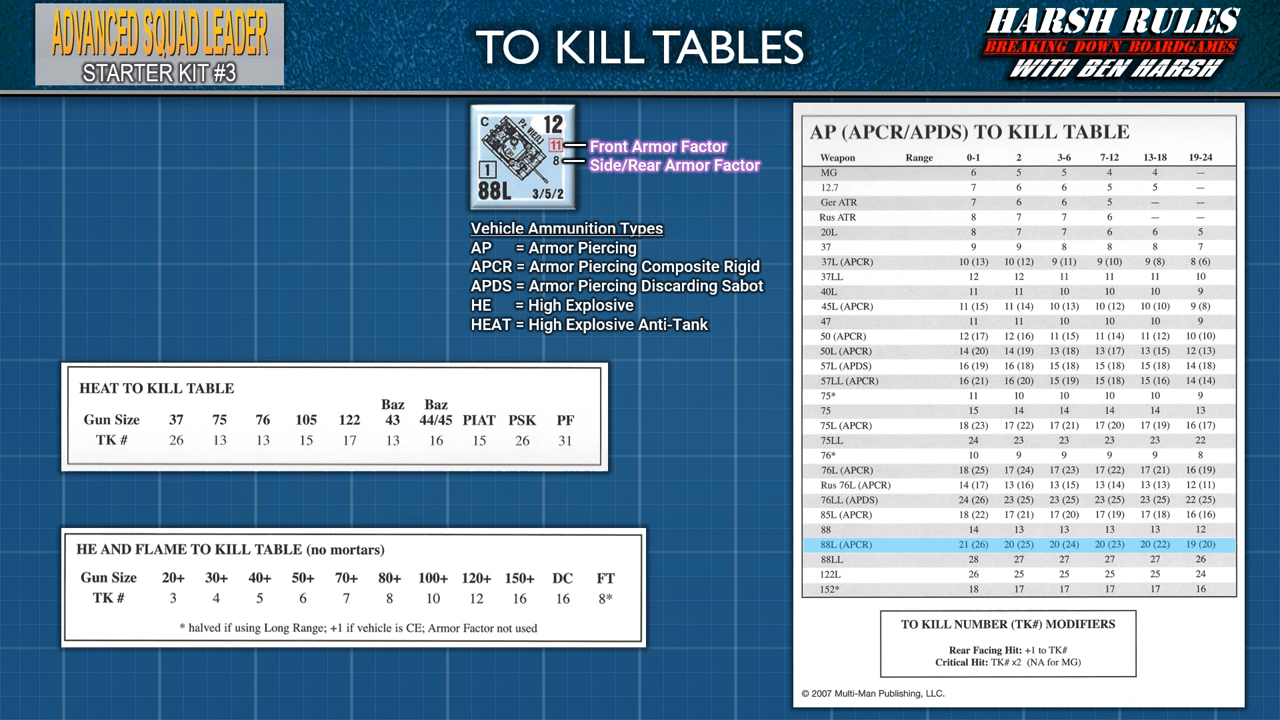 ADVANCED SQUAD LEADER
STARTER KIT #3
TO KILL TABLES
HARSH RULES
BREAKING DOWN BOARDGAMES
WITH BEN HARSH
C
12
11
8
1
88L
3/5/2
Front Armor Factor
Side/Rear Armor Factor
Vehicle Ammunition Types
AP = Armor Piercing
APCR = Armor Piercing Composite Rigid
APDS = Armor Piercing Discarding Sabot
HE = High Explosive
HEAT = High Explosive Anti-Tank
HEAT TO KILL TABLE
Baz Baz
Gun Size 37 75 76 105 122 43 44/45 PIAT PSK PF
TK # 26 13 13 15 17 13 16 15 26 31
HE AND FLAME TO KILL TABLE (no mortars)
Gun Size 20+ 30+ 40+ 50+ 70+ 80+ 100+ 120+ 150+ DC FT
TK # 3 4 5 6 7 8 10 12 16 16 8*
* halved if using Long Range; +1 if vehicle is CE; Armor Factor not used
AP (APCR/APDS) TO KILL TABLE
Weapon Range 0-1 2 3-6 7-12 13-18 19-24
MG 6 5 5 4 4 —
12.7 7 6 6 5 5 —
Ger ATR 7 6 6 5 — —
Rus ATR 8 7 7 6 — —
20L 8 7 7 6 6 5
37 9 9 8 8 8 7
37L (APCR) 10 (13) 10 (12) 9 (11) 9 (10) 9 (8) 8 (6)
37LL 12 12 11 11 11 10
40L 11 11 10 10 10 9
45L (APCR) 11 (15) 11 (14) 10 (13) 10 (12) 10 (10) 9 (8)
47 11 11 10 10 10 9
50 (APCR) 12 (17) 12 (16) 11 (15) 11 (14) 11 (12) 10 (10)
50L (APCR) 14 (20) 14 (19) 13 (18) 13 (17) 13 (15) 12 (13)
57L (APDS) 16 (19) 16 (18) 15 (18) 15 (18) 15 (18) 14 (18)
57LL (APCR) 16 (21) 16 (20) 15 (19) 15 (18) 15 (16) 14 (14)
75* 11 10 10 10 10 9
75 15 14 14 14 14 13
75L (APCR) 18 (23) 17 (22) 17 (21) 17 (20) 17 (19) 16 (17)
75LL 24 23 23 23 23 22
76* 10 9 9 9 9 8
76L (APCR) 18 (25) 17 (24) 17 (23) 17 (22) 17 (21) 16 (19)
Rus 76L (APCR) 14 (17) 13 (16) 13 (15) 13 (14) 13 (13) 12 (11)
76LL (APDS) 24 (26) 23 (25) 23 (25) 23 (25) 23 (25) 22 (25)
85L (APCR) 18 (22) 17 (21) 17 (20) 17 (19) 17 (18) 16 (16)
88 14 13 13 13 13 12
88L (APCR) 21 (26) 20 (25) 20 (24) 20 (23) 20 (22) 19 (20)
88LL 28 27 27 27 27 26
122L 26 25 25 25 25 24
152* 18 17 17 17 17 16
TO KILL NUMBER (TK#) MODIFIERS
Rear Facing Hit: +1 to TK#
Critical Hit: TK# x2 (NA for MG)
© 2007 Multi-Man Publishing, LLC.